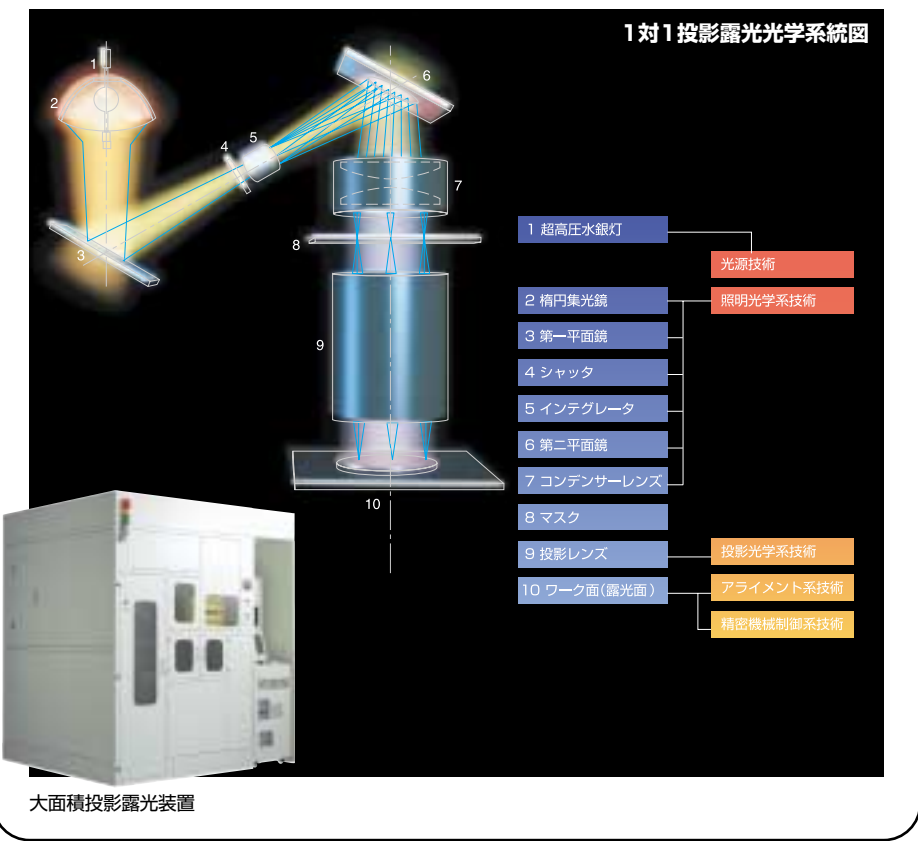 1対1投影露光光学系統図
1
2
3
4
5
6
7
8
9
10
1 超高圧水銀灯
光源技術
2 楕円集光鏡
照明光学系技術
3 第一平面鏡
4 シャッタ
5 インテグレータ
6 第二平面鏡
7 コンデンサーレンズ
8 マスク
9 投影レンズ
投影光学系技術
10 ワーク面(露光面)
アライメント系技術
精密機械制御系技術
大面積投影露光装置